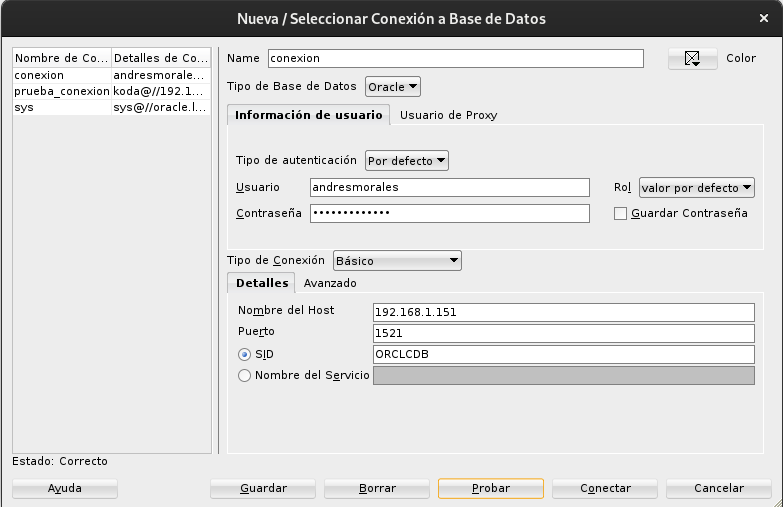 Nueva / Seleccionar Conexión a Base de Datos
Nombre de Co... Detalles de Co...
conexion andresmorale...
prueba_conexion koda@//192.1...
sys sys@//oracle.l...
Name conexion Color
Tipo de Base de Datos Oracle
Información de usuario Usuario de Proxy
Tipo de autenticación Por defecto
Usuario andresmorales Rol valor por defecto
Contraseña ••••••••••••• Guardar Contraseña
Tipo de Conexión Básico
Detalles Avanzado
Nombre del Host 192.168.1.151
Puerto 1521
SID ORCLCDB
Nombre del Servicio
Estado: Correcto
Ayuda Guardar Borrar Probar Conectar Cancelar